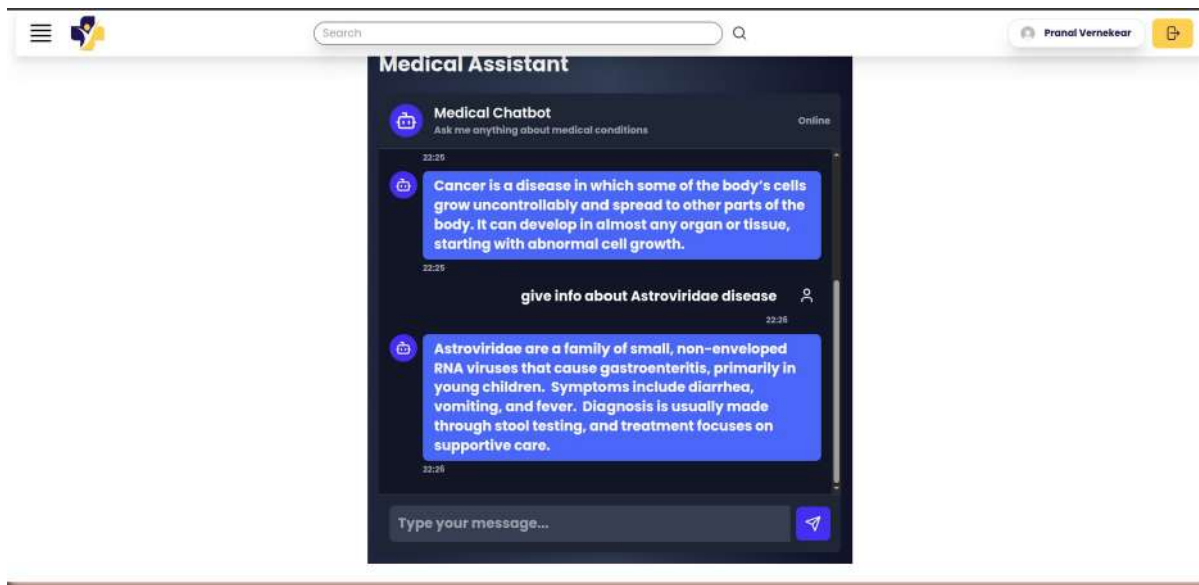 Search
Pranal Vernekear
Medical Assistant
Medical Chatbot
Ask me anything about medical conditions
Online
22:25
Cancer is a disease in which some of the body's cells
grow uncontrollably and spread to other parts of the
body. It can develop in almost any organ or tissue,
starting with abnormal cell growth.
22:25
give info about Astroviridae disease
22:26
Astroviridae are a family of small, non-enveloped
RNA viruses that cause gastroenteritis, primarily in
young children. Symptoms include diarrhea,
vomiting, and fever. Diagnosis is usually made
through stool testing, and treatment focuses on
supportive care.
22:26
Type your message...